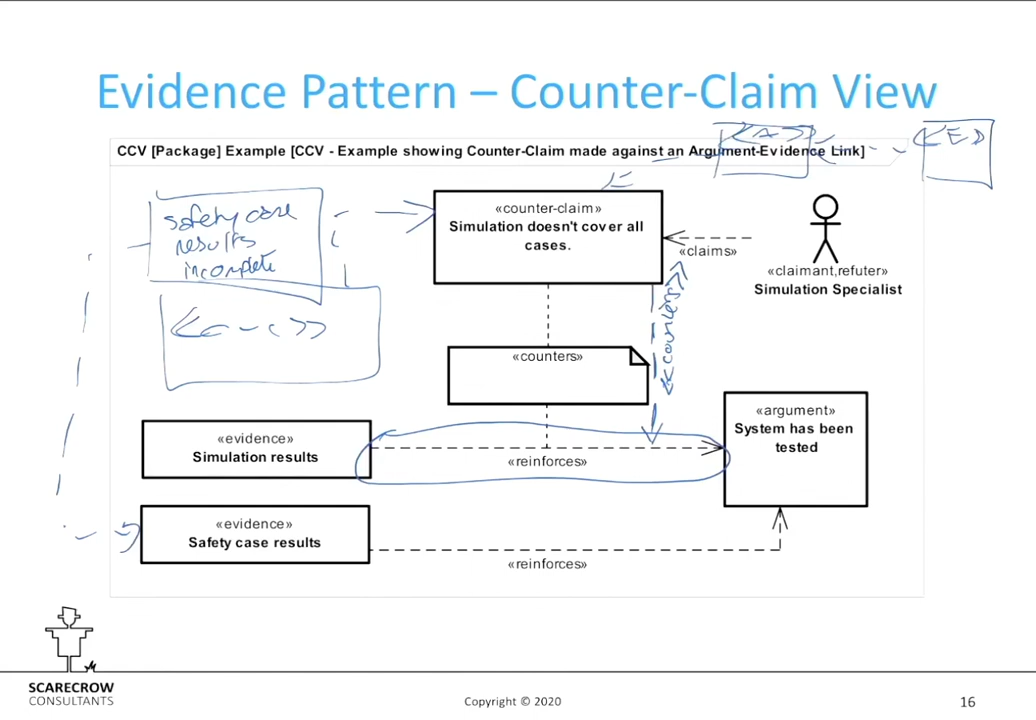 Evidence Pattern – Counter-Claim View
CCV [Package] Example [CCV - Example showing Counter-Claim made against an Argument-Evidence Link]
<A>
<E>
safety case
results
incomplete
«counter-claim»
Simulation doesn't cover all
cases.
«claims»
«claimant,refuter»
Simulation Specialist
<<c-c>>
<<counters>>
«counters»
«evidence»
Simulation results
«reinforces»
«argument»
System has been
tested
«evidence»
Safety case results
«reinforces»
SCARECROW
CONSULTANTS
Copyright © 2020
16